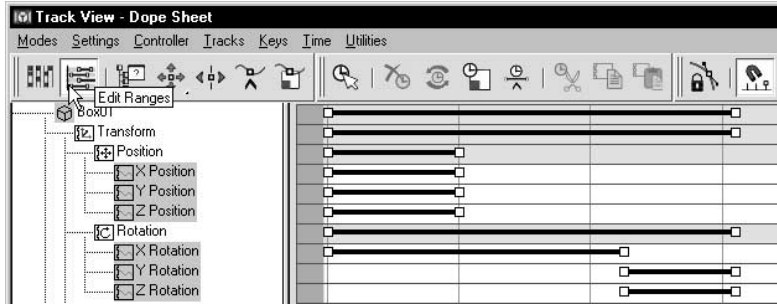 Track View - Dope Sheet
Modes Settings Controller Tracks Keys Time Utilities
Edit Ranges
Box01
Transform
Position
X Position
Y Position
Z Position
Rotation
X Rotation
Y Rotation
Z Rotation